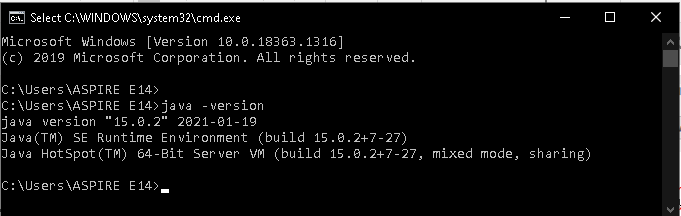 Select C:\WINDOWS\system32\cmd.exe
Microsoft Windows [Version 10.0.18363.1316]
(c) 2019 Microsoft Corporation. All rights reserved.
C:\Users\ASPIRE E14>
C:\Users\ASPIRE E14>java -version
java version "15.0.2" 2021-01-19
Java(TM) SE Runtime Environment (build 15.0.2+7-27)
Java HotSpot(TM) 64-Bit Server VM (build 15.0.2+7-27, mixed mode, sharing)
C:\Users\ASPIRE E14>